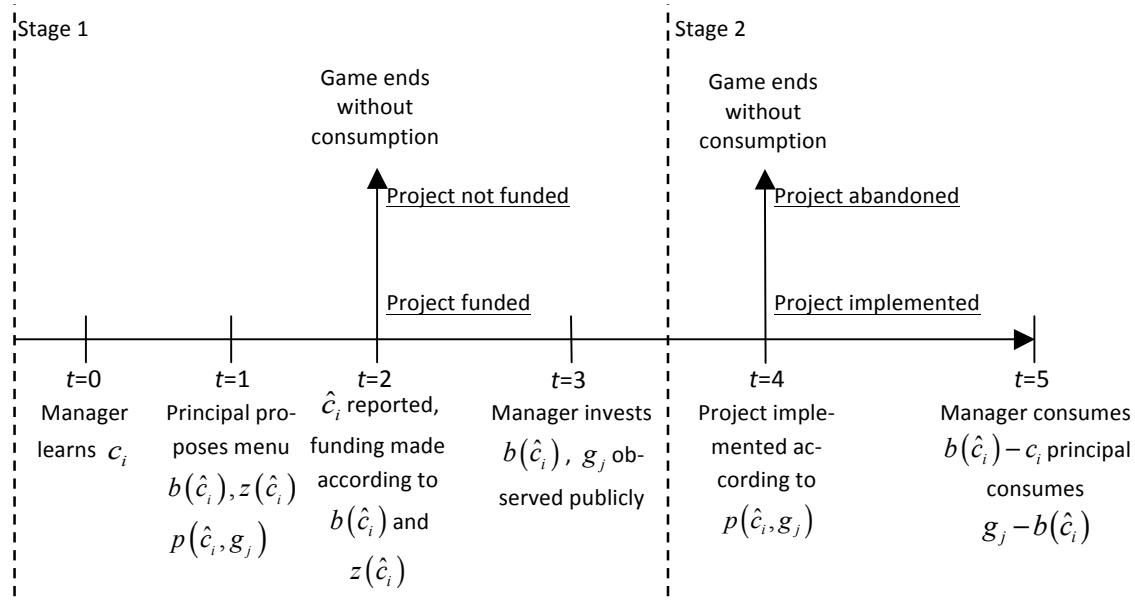 Stage 1
Stage 2
Game ends
without
consumption
Game ends
without
consumption
Project not funded
Project abandoned
Project funded
Project implemented
t=0
t=1
t=2
t=3
t=4
t=5
Manager
learns c_i
Principal pro-
poses menu
b(ĉ_i), z(ĉ_i)
p(ĉ_i, g_j)
ĉ_i reported,
funding made
according to
b(ĉ_i) and
z(ĉ_i)
Manager invests
b(ĉ_i), g_j ob-
served publicly
Project imple-
mented ac-
cording to
p(ĉ_i, g_j)
Manager consumes
b(ĉ_i) − c_i principal
consumes
g_j − b(ĉ_i)